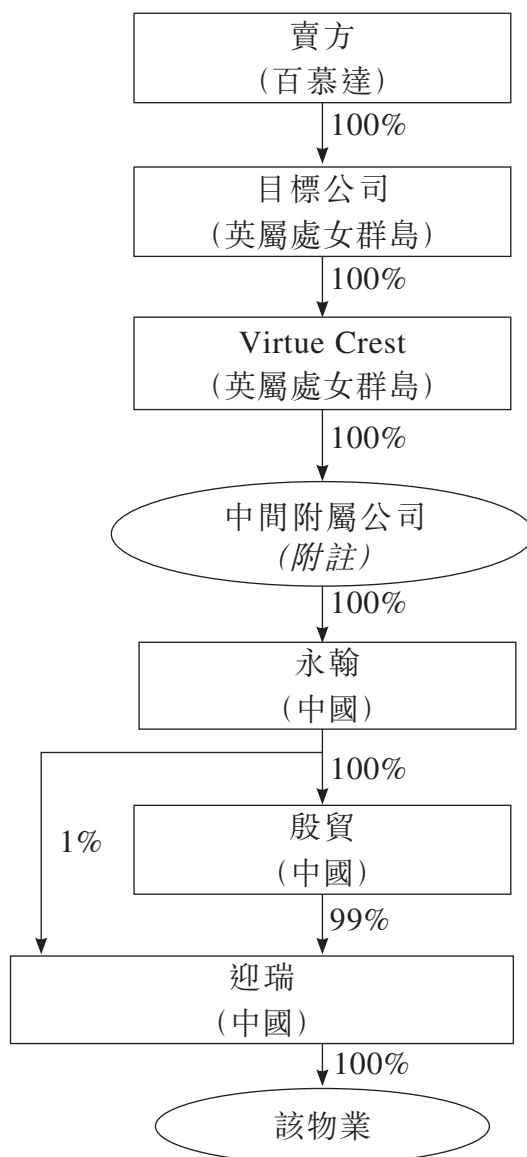 賣方
(百慕達)
100%
目標公司
(英屬處女群島)
100%
Virtue Crest
(英屬處女群島)
100%
中間附屬公司
(附註)
100%
永翰
(中國)
100%
1%
殷貿
(中國)
99%
迎瑞
(中國)
100%
該物業